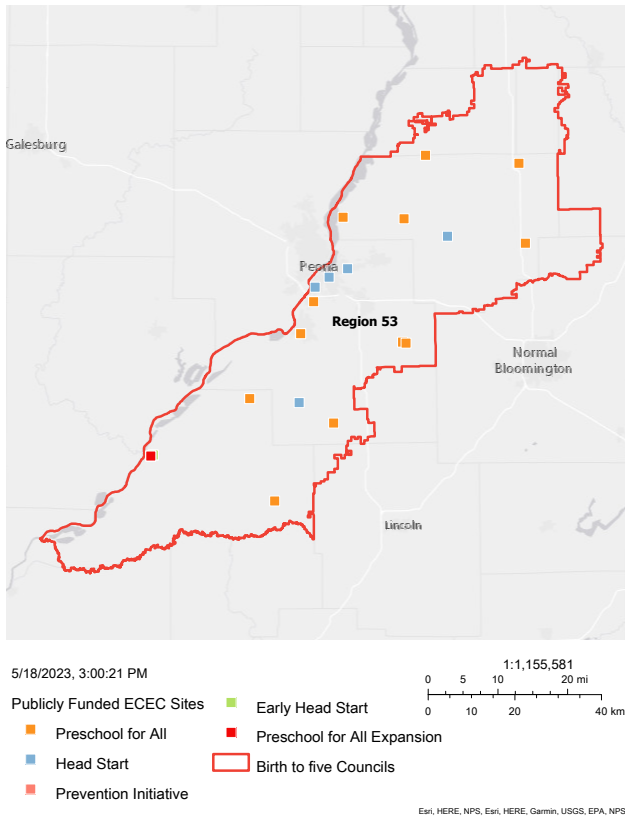 Galesburg
Peoria
Region 53
Normal
Bloomington
Lincoln
5/18/2023, 3:00:21 PM
1:1,155,581
0 5 10 20 mi
0 10 20 40 km
Publicly Funded ECEC Sites
Preschool for All
Head Start
Prevention Initiative
Early Head Start
Preschool for All Expansion
Birth to five Councils
Esri, HERE, NPS, Esri, HERE, Garmin, USGS, EPA, NPS